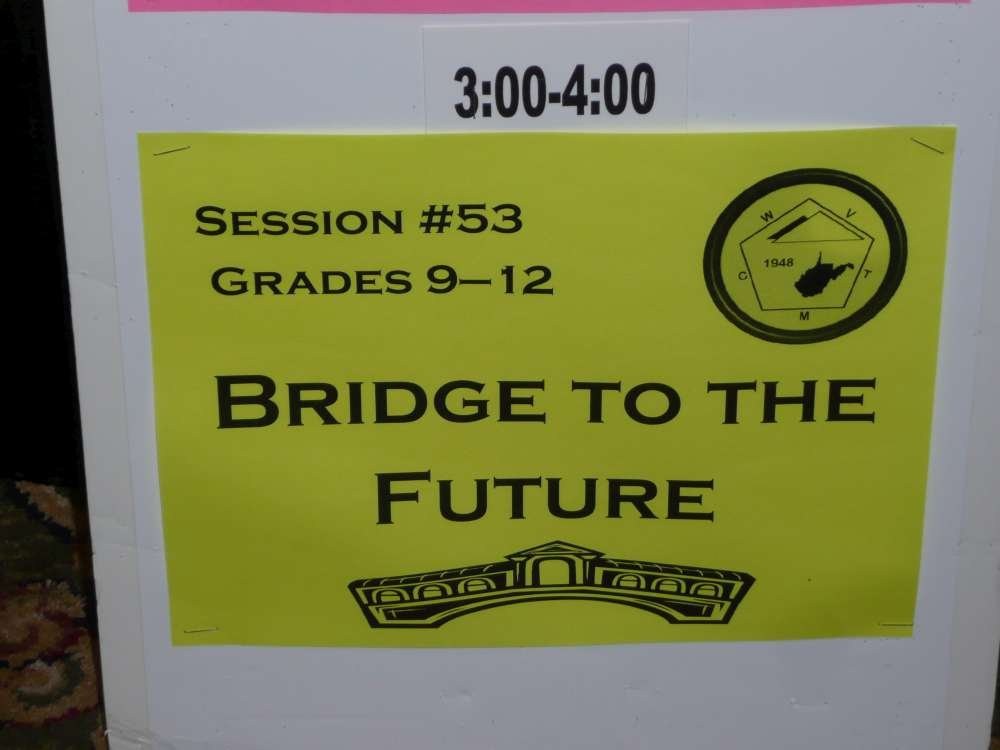 3:00-4:00
SESSION #53
GRADES 9–12
W V
C 1948 T
M
BRIDGE TO THE
FUTURE